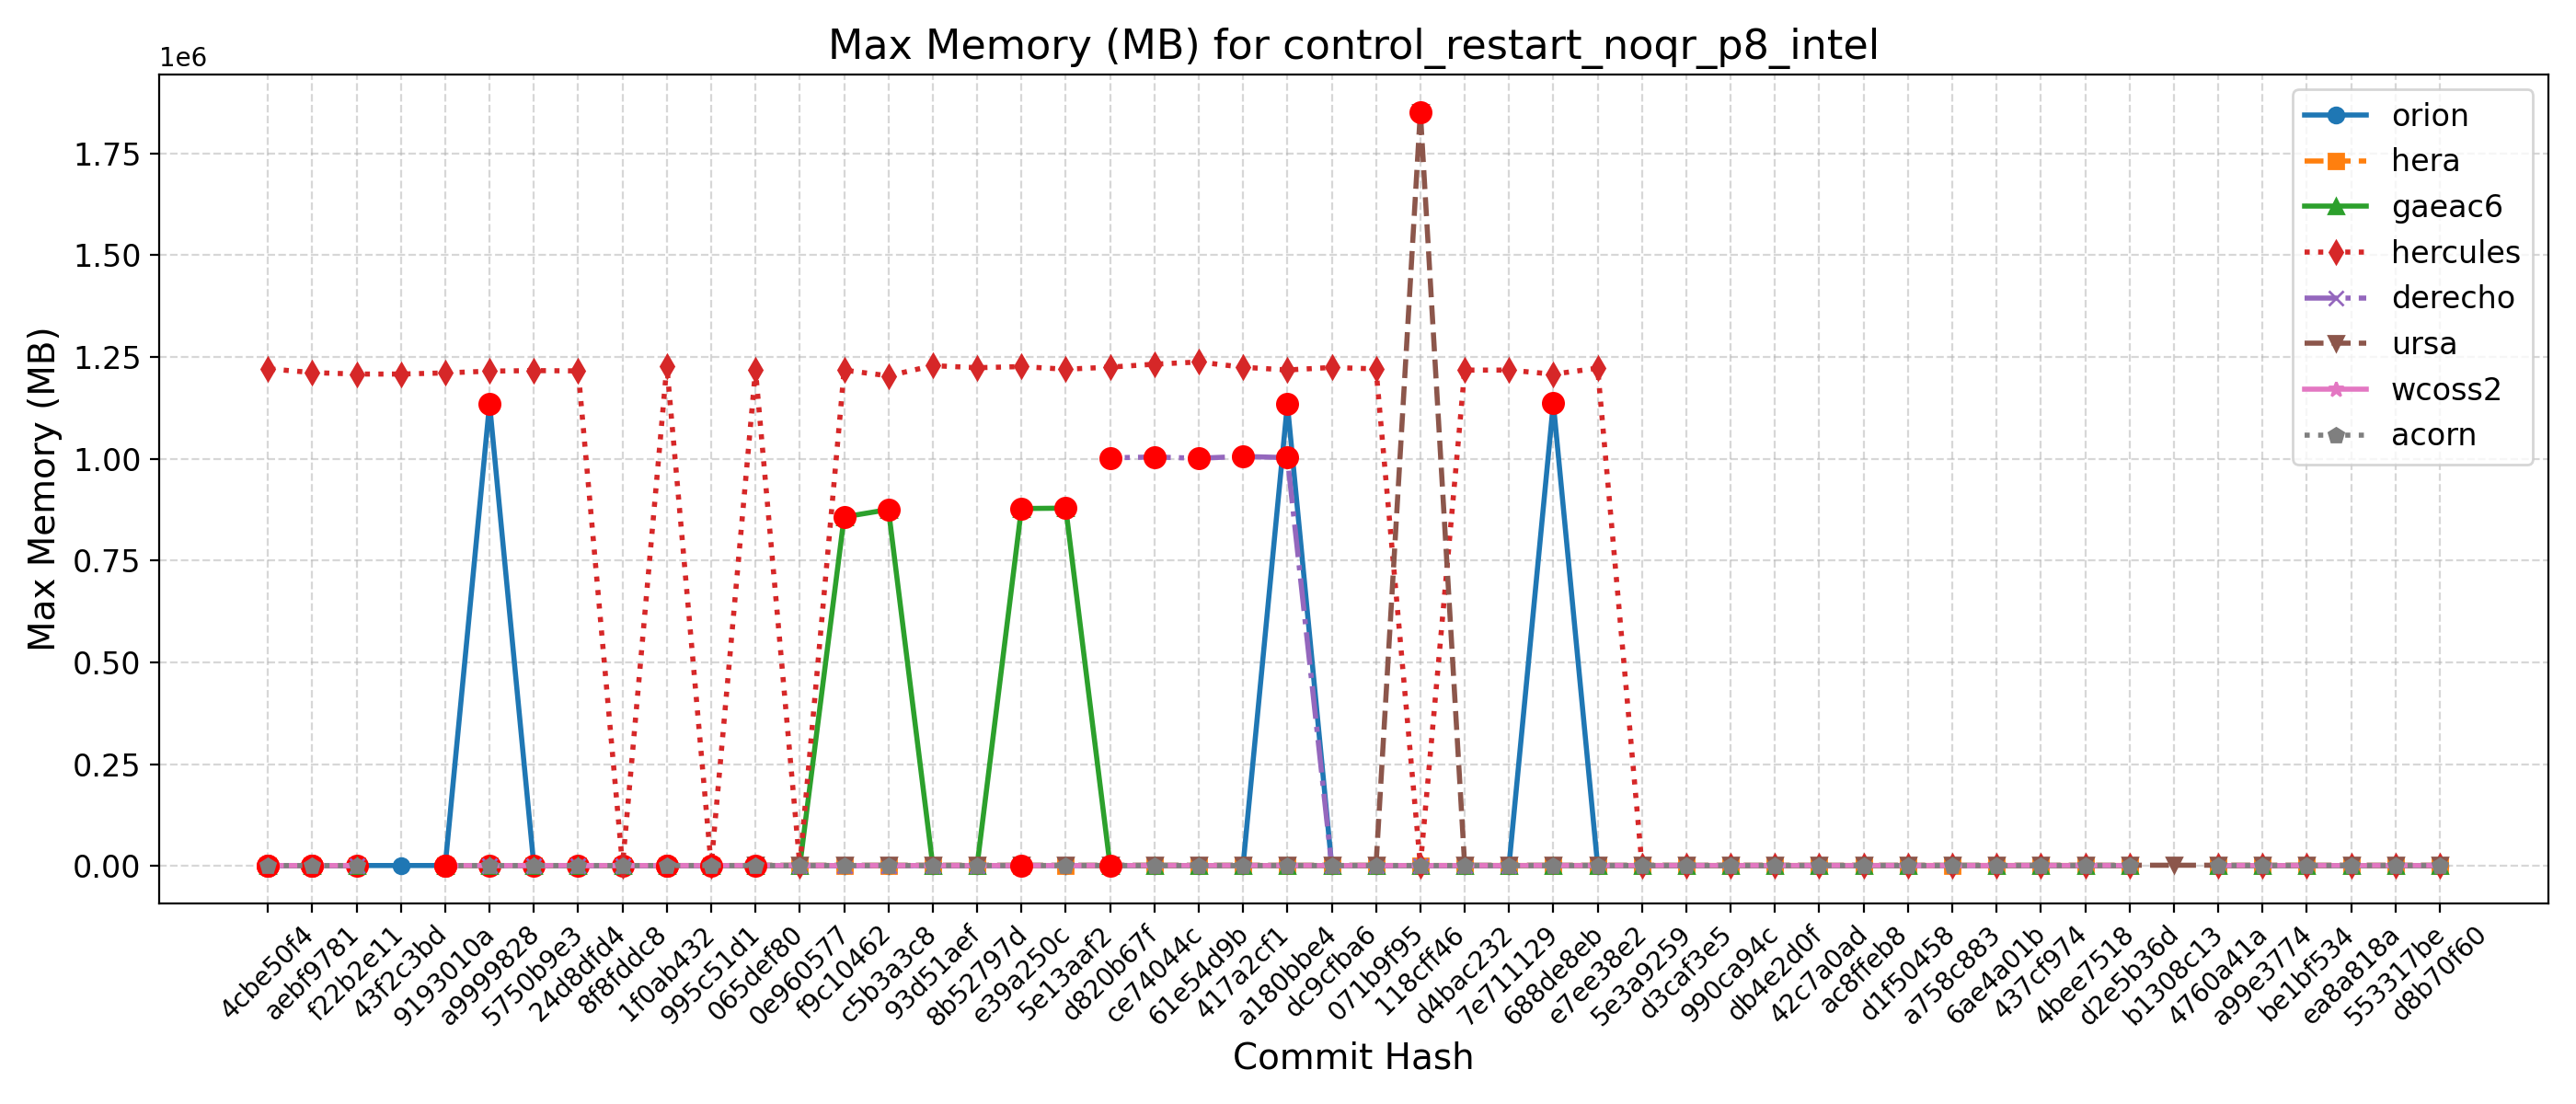 Max Memory (MB) for control_restart_noqr_p8_intel
1e6
1.75
1.50
1.25
1.00
0.75
0.50
0.25
0.00
Max Memory (MB)
orion
hera
gaeac6
hercules
derecho
ursa
wcoss2
acorn
4cbe50f4
aebf9781
f22b2e11
43f2c3bd
9193010a
a9999828
5750b9e3
24d8dfd4
8f8fddc8
1f0ab432
995c51d1
065def80
0e960577
f9c10462
c5b3a3c8
93d51aef
8b52797d
e39a250c
5e13aaf2
d820b67f
ce74044c
61e54d9b
417a2cf1
a180bbe4
dc9cfba6
071b9f95
118cff46
d4bac232
7e711129
688de8eb
e7ee38e2
5e3a9259
d3caf3e5
990ca94c
db4e2d0f
42c7a0ad
ac8ffeb8
d1f50458
a758c883
6ae4a01b
437cf974
4bee7518
d2e5b36d
b1308c13
4760a41a
a99e3774
be1bf534
ea8a818a
553317be
d8b70f60
Commit Hash